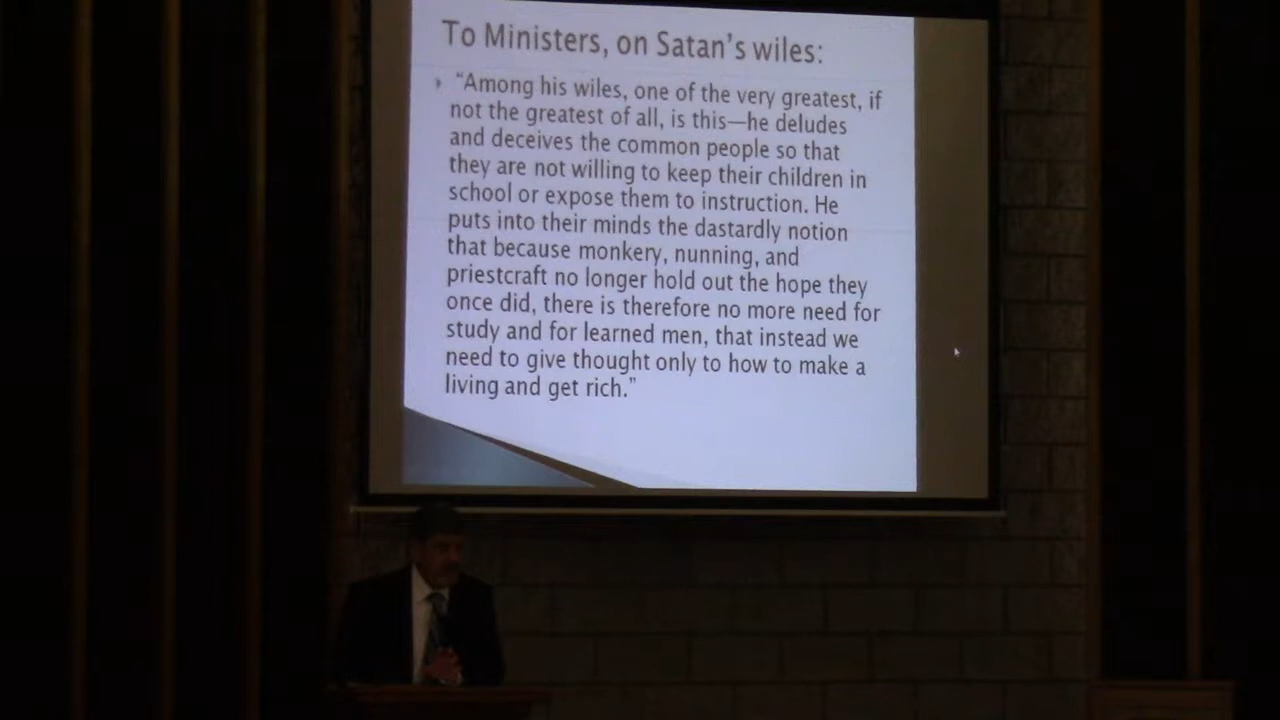 To Ministers, on Satan's wiles:
“Among his wiles, one of the very greatest, if
not the greatest of all, is this—he deludes
and deceives the common people so that
they are not willing to keep their children in
school or expose them to instruction. He
puts into their minds the dastardly notion
that because monkery, nunning, and
priestcraft no longer hold out the hope they
once did, there is therefore no more need for
study and for learned men, that instead we
need to give thought only to how to make a
living and get rich.”